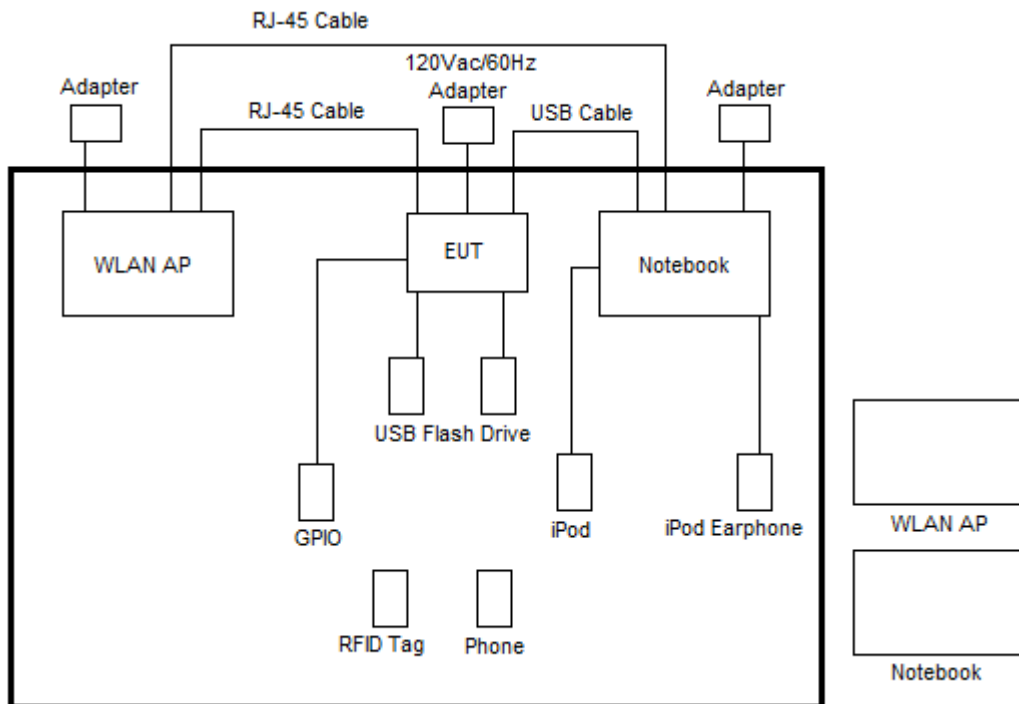 RJ-45 Cable
120Vac/60Hz
Adapter
Adapter
Adapter
RJ-45 Cable
USB Cable
WLAN AP
EUT
Notebook
USB Flash Drive
GPIO
iPod
iPod Earphone
WLAN AP
RFID Tag
Phone
Notebook